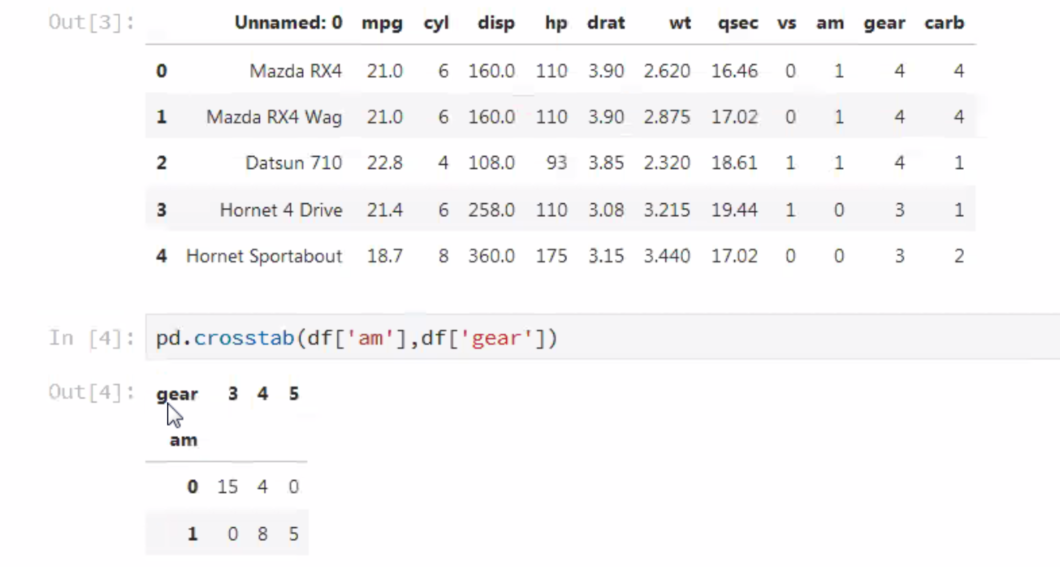 Out[3]: Unnamed: 0 mpg cyl disp hp drat wt qsec vs am gear carb
0 Mazda RX4 21.0 6 160.0 110 3.90 2.620 16.46 0 1 4 4
1 Mazda RX4 Wag 21.0 6 160.0 110 3.90 2.875 17.02 0 1 4 4
2 Datsun 710 22.8 4 108.0 93 3.85 2.320 18.61 1 1 4 1
3 Hornet 4 Drive 21.4 6 258.0 110 3.08 3.215 19.44 1 0 3 1
4 Hornet Sportabout 18.7 8 360.0 175 3.15 3.440 17.02 0 0 3 2
In [4]: pd.crosstab(df['am'],df['gear'])
Out[4]: gear 3 4 5
am
0 15 4 0
1 0 8 5